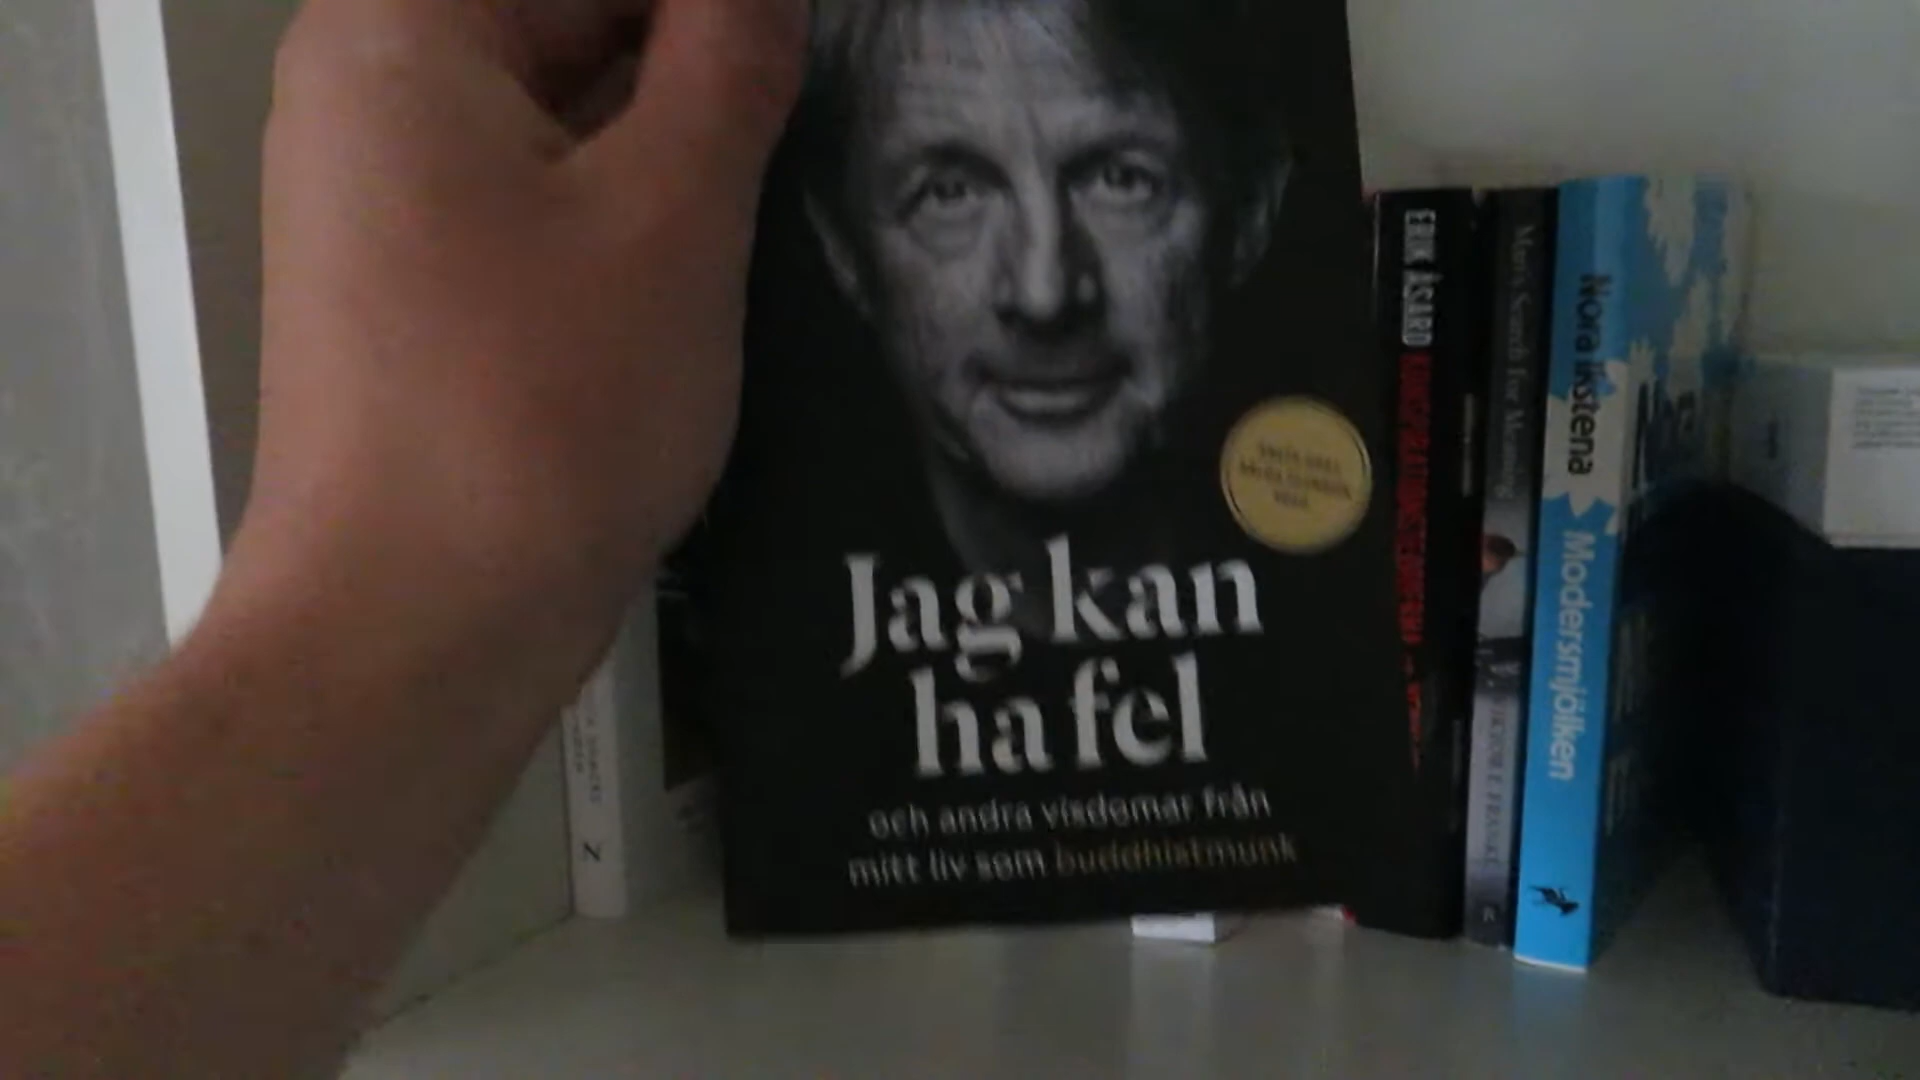 Jag kan
ha fel
och andra visdomar från
mitt liv som buddhistmunk
ERIK ÅSARD
Man's Search for Meaning
VIKTOR E FRANKL
Nora Ikstena
Modersmjölken
N